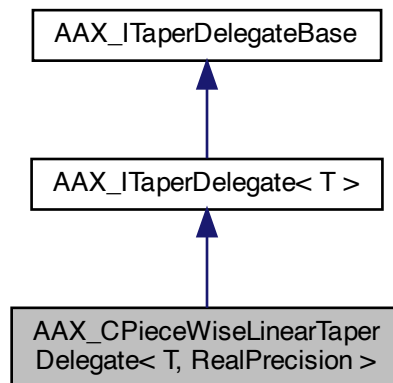 AAX_ITaperDelegateBase
AAX_ITaperDelegate< T >
AAX_CPieceWiseLinearTaper
Delegate< T, RealPrecision >